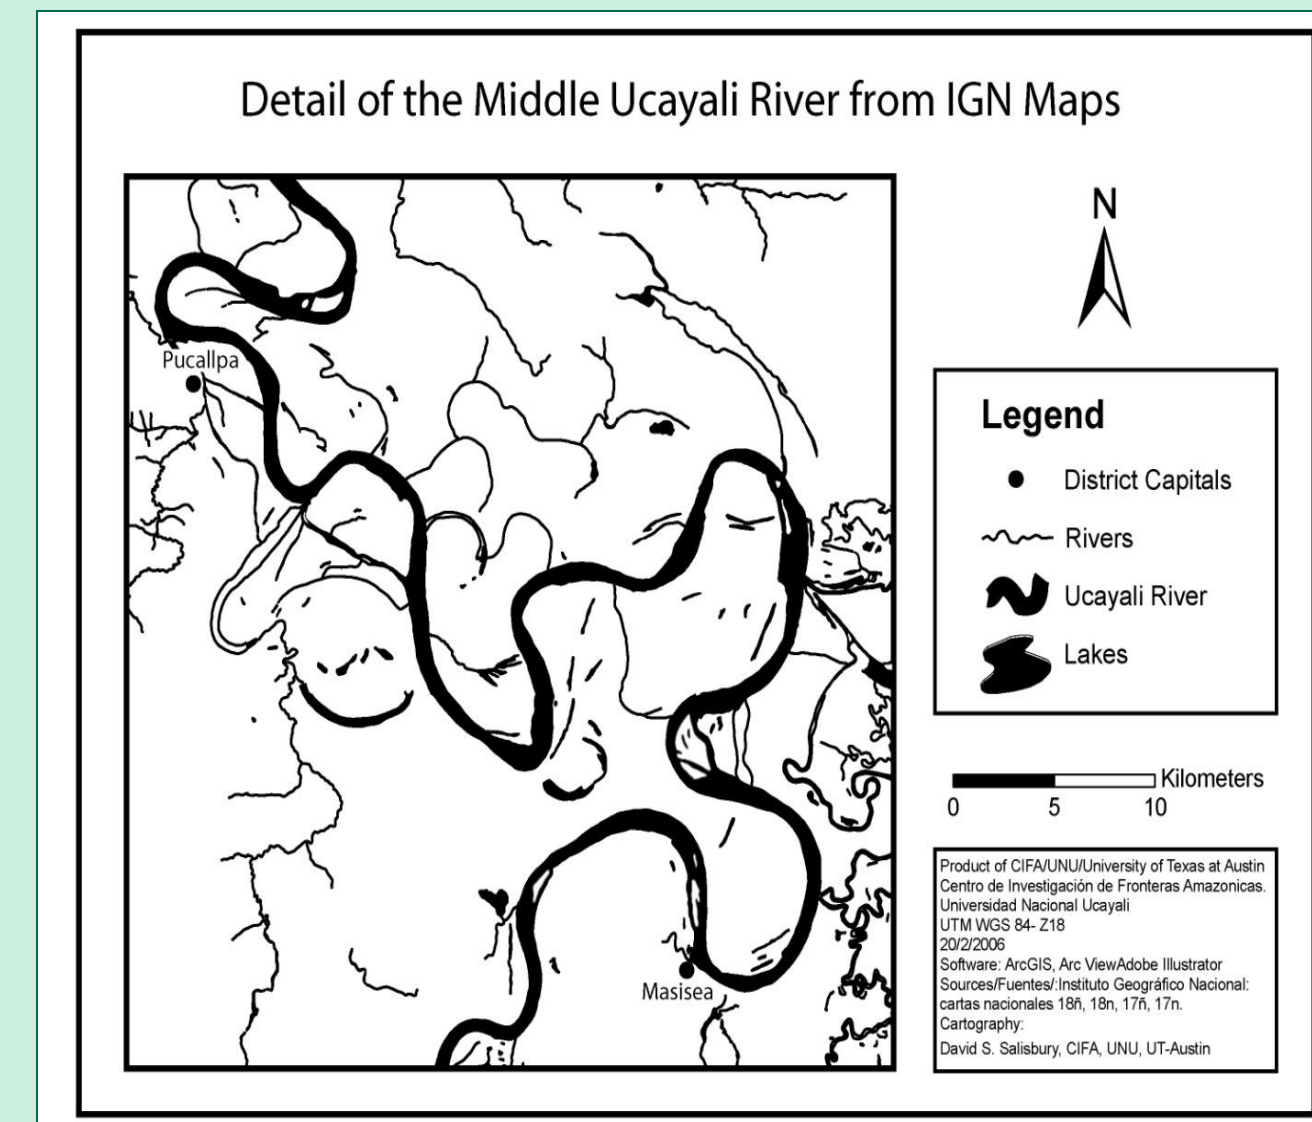 Detail of the Middle Ucayali River from IGN Maps
N
Pucallpa
Masisea
Legend
District Capitals
Rivers
Ucayali River
Lakes
Kilometers
0 5 10
Product of CIFA/UNU/University of Texas at Austin
Centro de Investigación de Fronteras Amazonicas.
Universidad Nacional Ucayali
UTM WGS 84- Z18
20/2/2006
Software: ArcGIS, Arc ViewAdobe Illustrator
Sources/Fuentes/:Instituto Geográfico Nacional:
cartas nacionales 18ñ, 18n, 17ñ, 17n.
Cartography:
David S. Salisbury, CIFA, UNU, UT-Austin